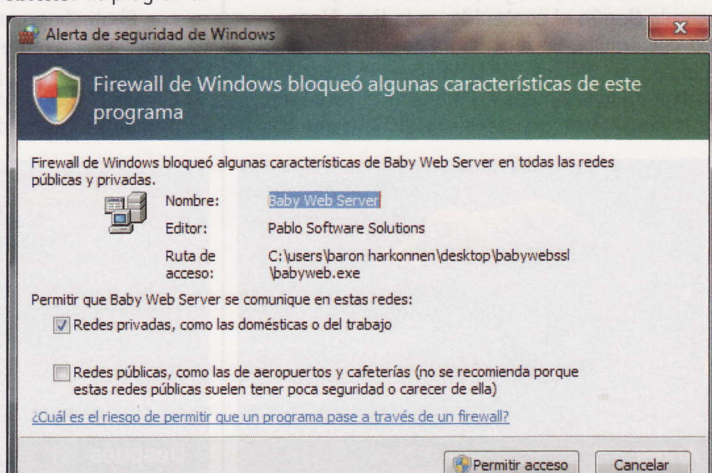 Alerta de seguridad de Windows
Firewall de Windows bloqueó algunas características de este
programa
Firewall de Windows bloqueó algunas características de Baby Web Server en todas las redes
públicas y privadas.
Nombre: Baby Web Server
Editor: Pablo Software Solutions
Ruta de acceso: C:\users\baron harkonnen\desktop\babywebssl
\babyweb.exe
Permitir que Baby Web Server se comunique en estas redes:
Redes privadas, como las domésticas o del trabajo
Redes públicas, como las de aeropuertos y cafeterías (no se recomienda porque
estas redes públicas suelen tener poca seguridad o carecer de ella)
¿Cuál es el riesgo de permitir que un programa pase a través de un firewall?
Permitir acceso Cancelar